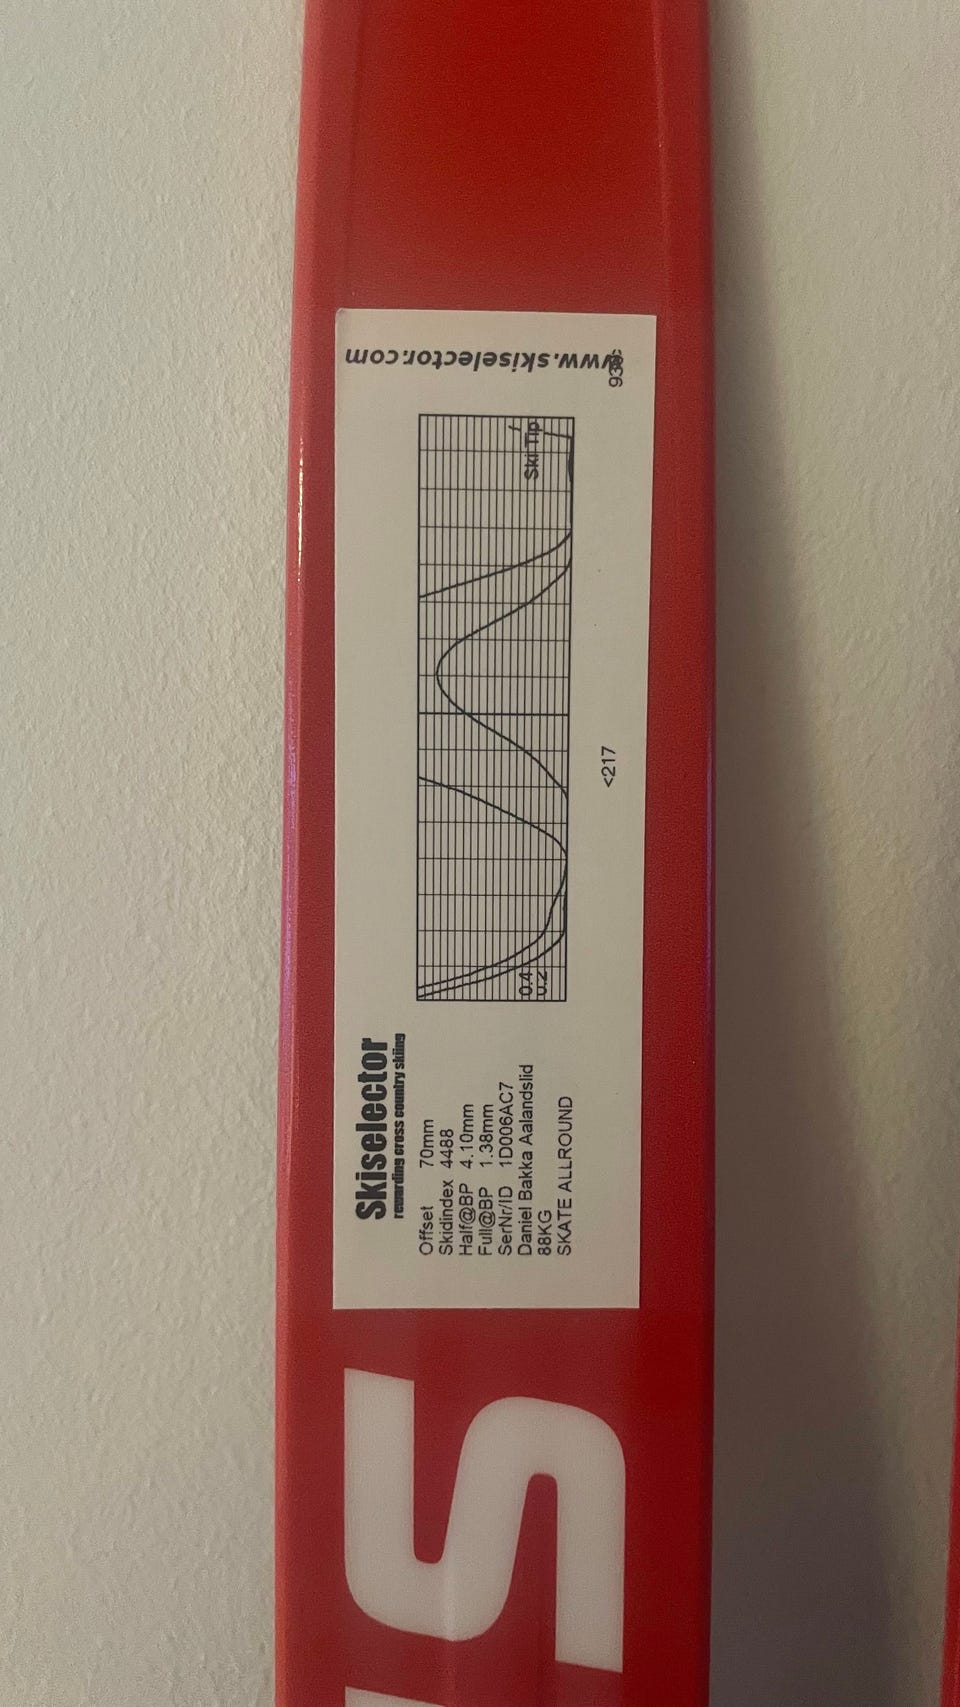 Skiselector
rewarding cross country skiing
Offset 70mm
Skidindex 4488
Half@BP 4.10mm
Full@BP 1.38mm
SerNr/ID 1D006AC7
Daniel Bakka Aalandslid
88KG
SKATE ALLROUND
0.4
0.2
Ski Tip
<217
www.skiselector.com
S